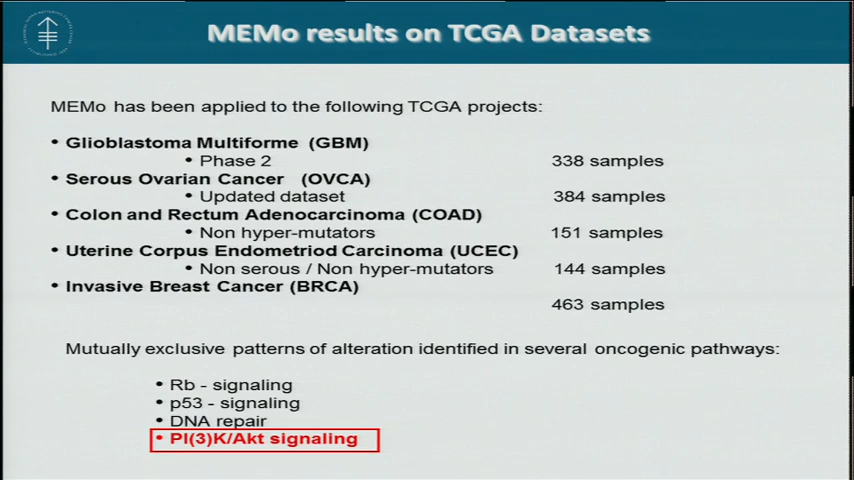 MEMo results on TCGA Datasets
MEMo has been applied to the following TCGA projects:
• Glioblastoma Multiforme (GBM)
• Phase 2 338 samples
• Serous Ovarian Cancer (OVCA)
• Updated dataset 384 samples
• Colon and Rectum Adenocarcinoma (COAD)
• Non hyper-mutators 151 samples
• Uterine Corpus Endometriod Carcinoma (UCEC)
• Non serous / Non hyper-mutators 144 samples
• Invasive Breast Cancer (BRCA)
463 samples
Mutually exclusive patterns of alteration identified in several oncogenic pathways:
• Rb - signaling
• p53 - signaling
• DNA repair
• PI(3)K/Akt signaling